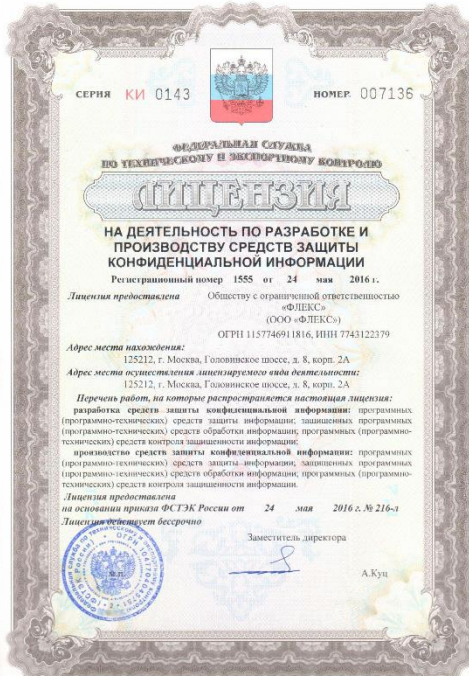 СЕРИЯ КИ 0143 НОМЕР 007136
ФЕДЕРАЛЬНАЯ СЛУЖБА
ПО ТЕХНИЧЕСКОМУ И ЭКСПОРТНОМУ КОНТРОЛЮ
ЛИЦЕНЗИЯ
НА ДЕЯТЕЛЬНОСТЬ ПО РАЗРАБОТКЕ И
ПРОИЗВОДСТВУ СРЕДСТВ ЗАЩИТЫ
КОНФИДЕНЦИАЛЬНОЙ ИНФОРМАЦИИ
Регистрационный номер 1555 от 24 мая 2016 г.
Лицензия предоставлена Обществу с ограниченной ответственностью
«ФЛЕКС»
(ООО «ФЛЕКС»)
ОГРН 1157746911816, ИНН 7743122379
Адрес места нахождения:
125212, г. Москва, Головинское шоссе, д. 8, корп. 2А
Адрес места осуществления лицензируемого вида деятельности:
125212, г. Москва, Головинское шоссе, д. 8, корп. 2А
Перечень работ, на которые распространяется настоящая лицензия:
разработка средств защиты конфиденциальной информации: программных
(программно-технических) средств защиты информации; защищенных программных
(программно-технических) средств обработки информации; программных (программно-
технических) средств контроля защищенности информации;
производство средств защиты конфиденциальной информации: программных
(программно-технических) средств защиты информации; защищенных программных
(программно-технических) средств обработки информации; программных (программно-
технических) средств контроля защищенности информации.
Лицензия предоставлена
на основании приказа ФСТЭК России от 24 мая 2016 г. № 216-л
Лицензия действует бессрочно
Заместитель директора
М.П.
А.Куц